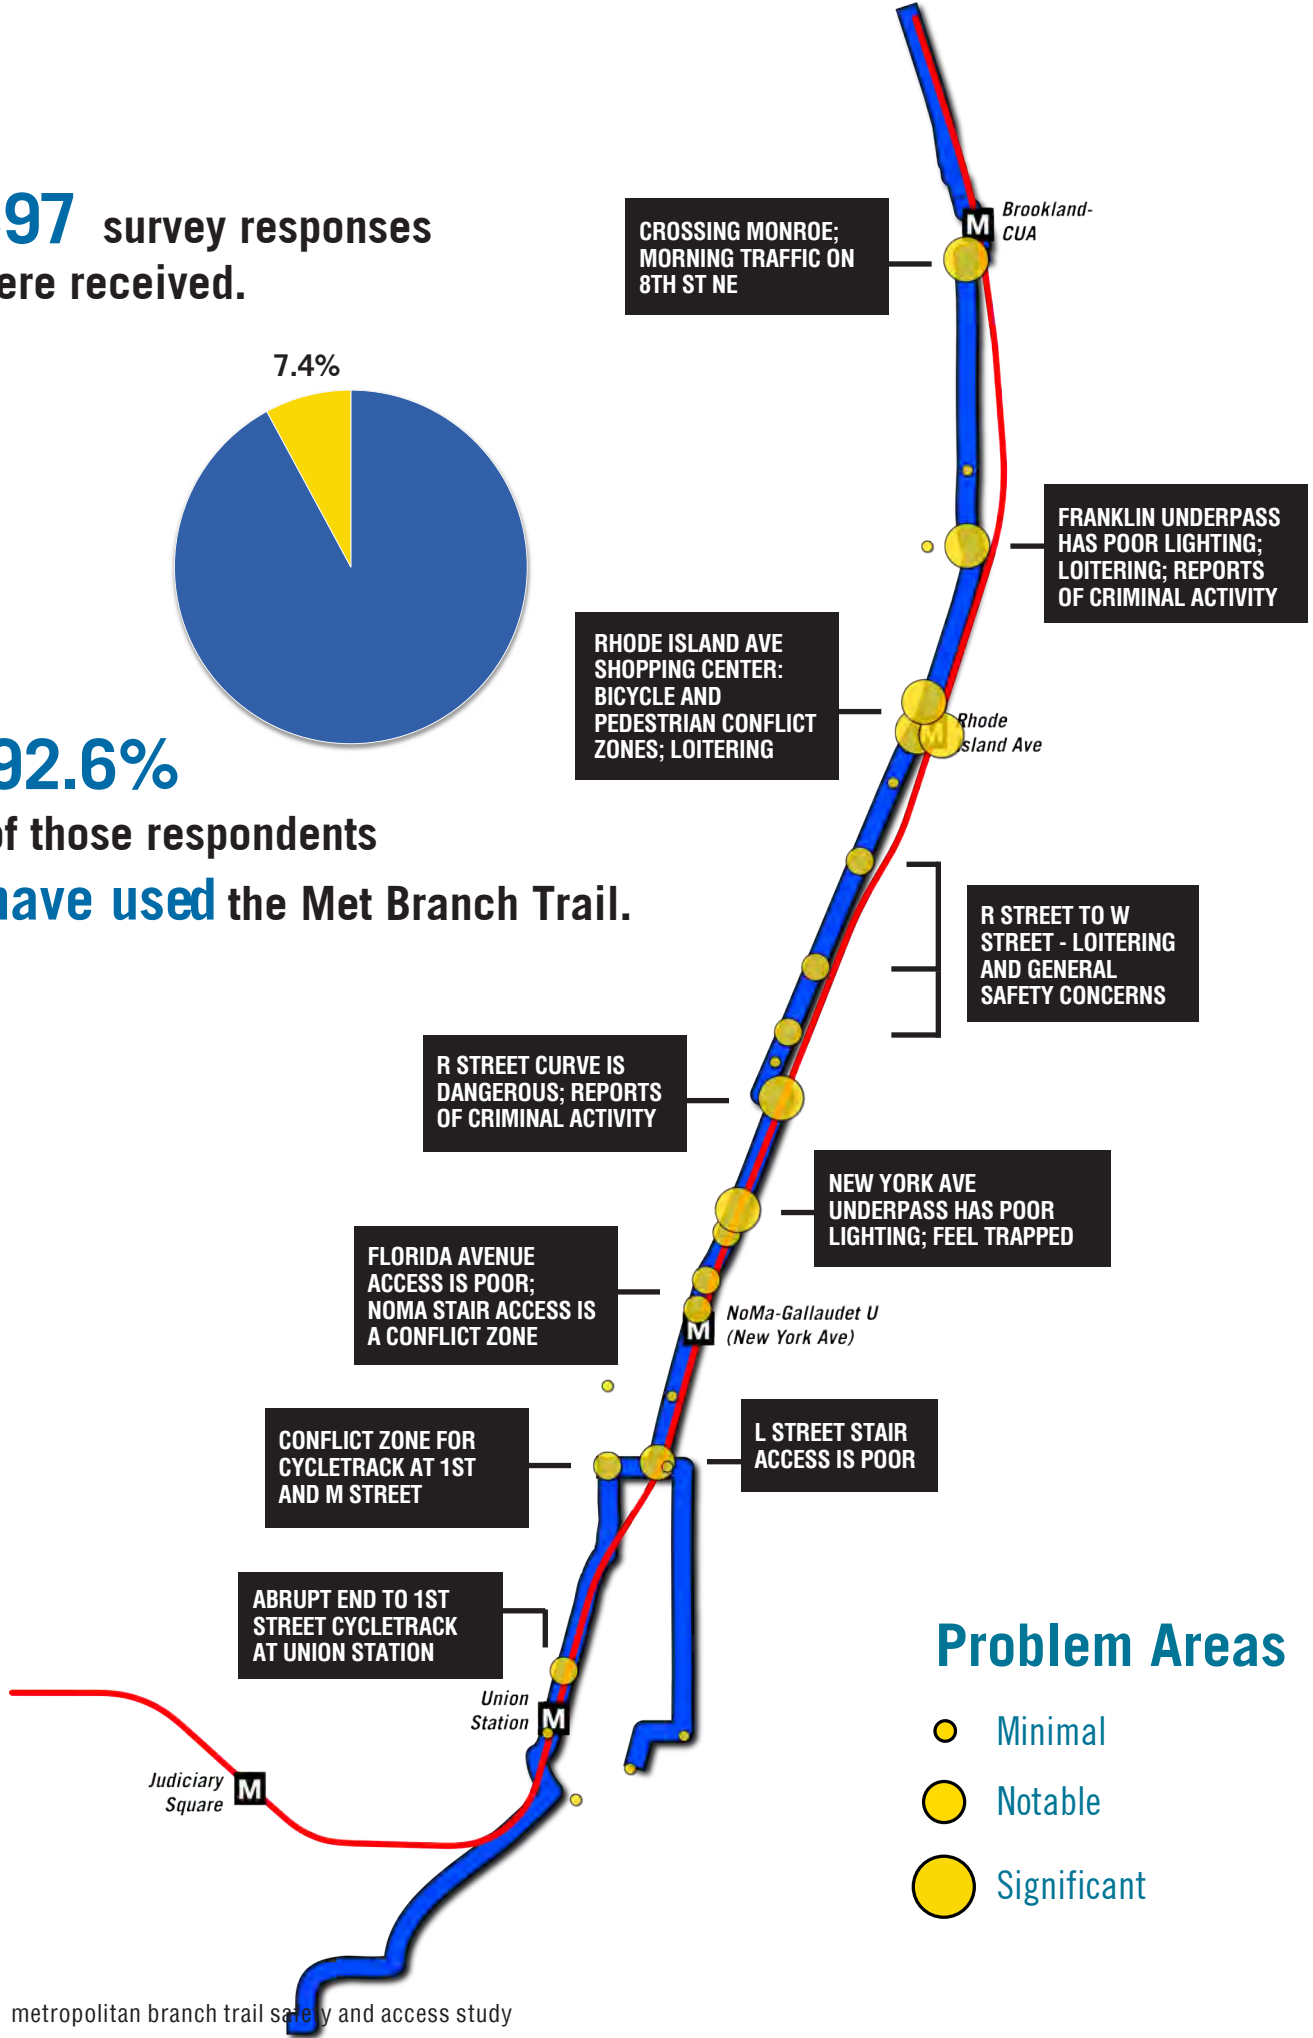 97 survey responses
ere received.
7.4%
92.6%
of those respondents
have used the Met Branch Trail.
M
Brookland-
CUA
CROSSING MONROE;
MORNING TRAFFIC ON
8TH ST NE
FRANKLIN UNDERPASS
HAS POOR LIGHTING;
LOITERING; REPORTS
OF CRIMINAL ACTIVITY
RHODE ISLAND AVE
SHOPPING CENTER:
BICYCLE AND
PEDESTRIAN CONFLICT
ZONES; LOITERING
M
Rhode
Island Ave
R STREET TO W
STREET - LOITERING
AND GENERAL
SAFETY CONCERNS
R STREET CURVE IS
DANGEROUS; REPORTS
OF CRIMINAL ACTIVITY
NEW YORK AVE
UNDERPASS HAS POOR
LIGHTING; FEEL TRAPPED
FLORIDA AVENUE
ACCESS IS POOR;
NOMA STAIR ACCESS IS
A CONFLICT ZONE
M
NoMa-Gallaudet U
(New York Ave)
CONFLICT ZONE FOR
CYCLETRACK AT 1ST
AND M STREET
L STREET STAIR
ACCESS IS POOR
ABRUPT END TO 1ST
STREET CYCLETRACK
AT UNION STATION
Union
Station
M
Judiciary
Square
M
Problem Areas
Minimal
Notable
Significant
metropolitan branch trail safety and access study